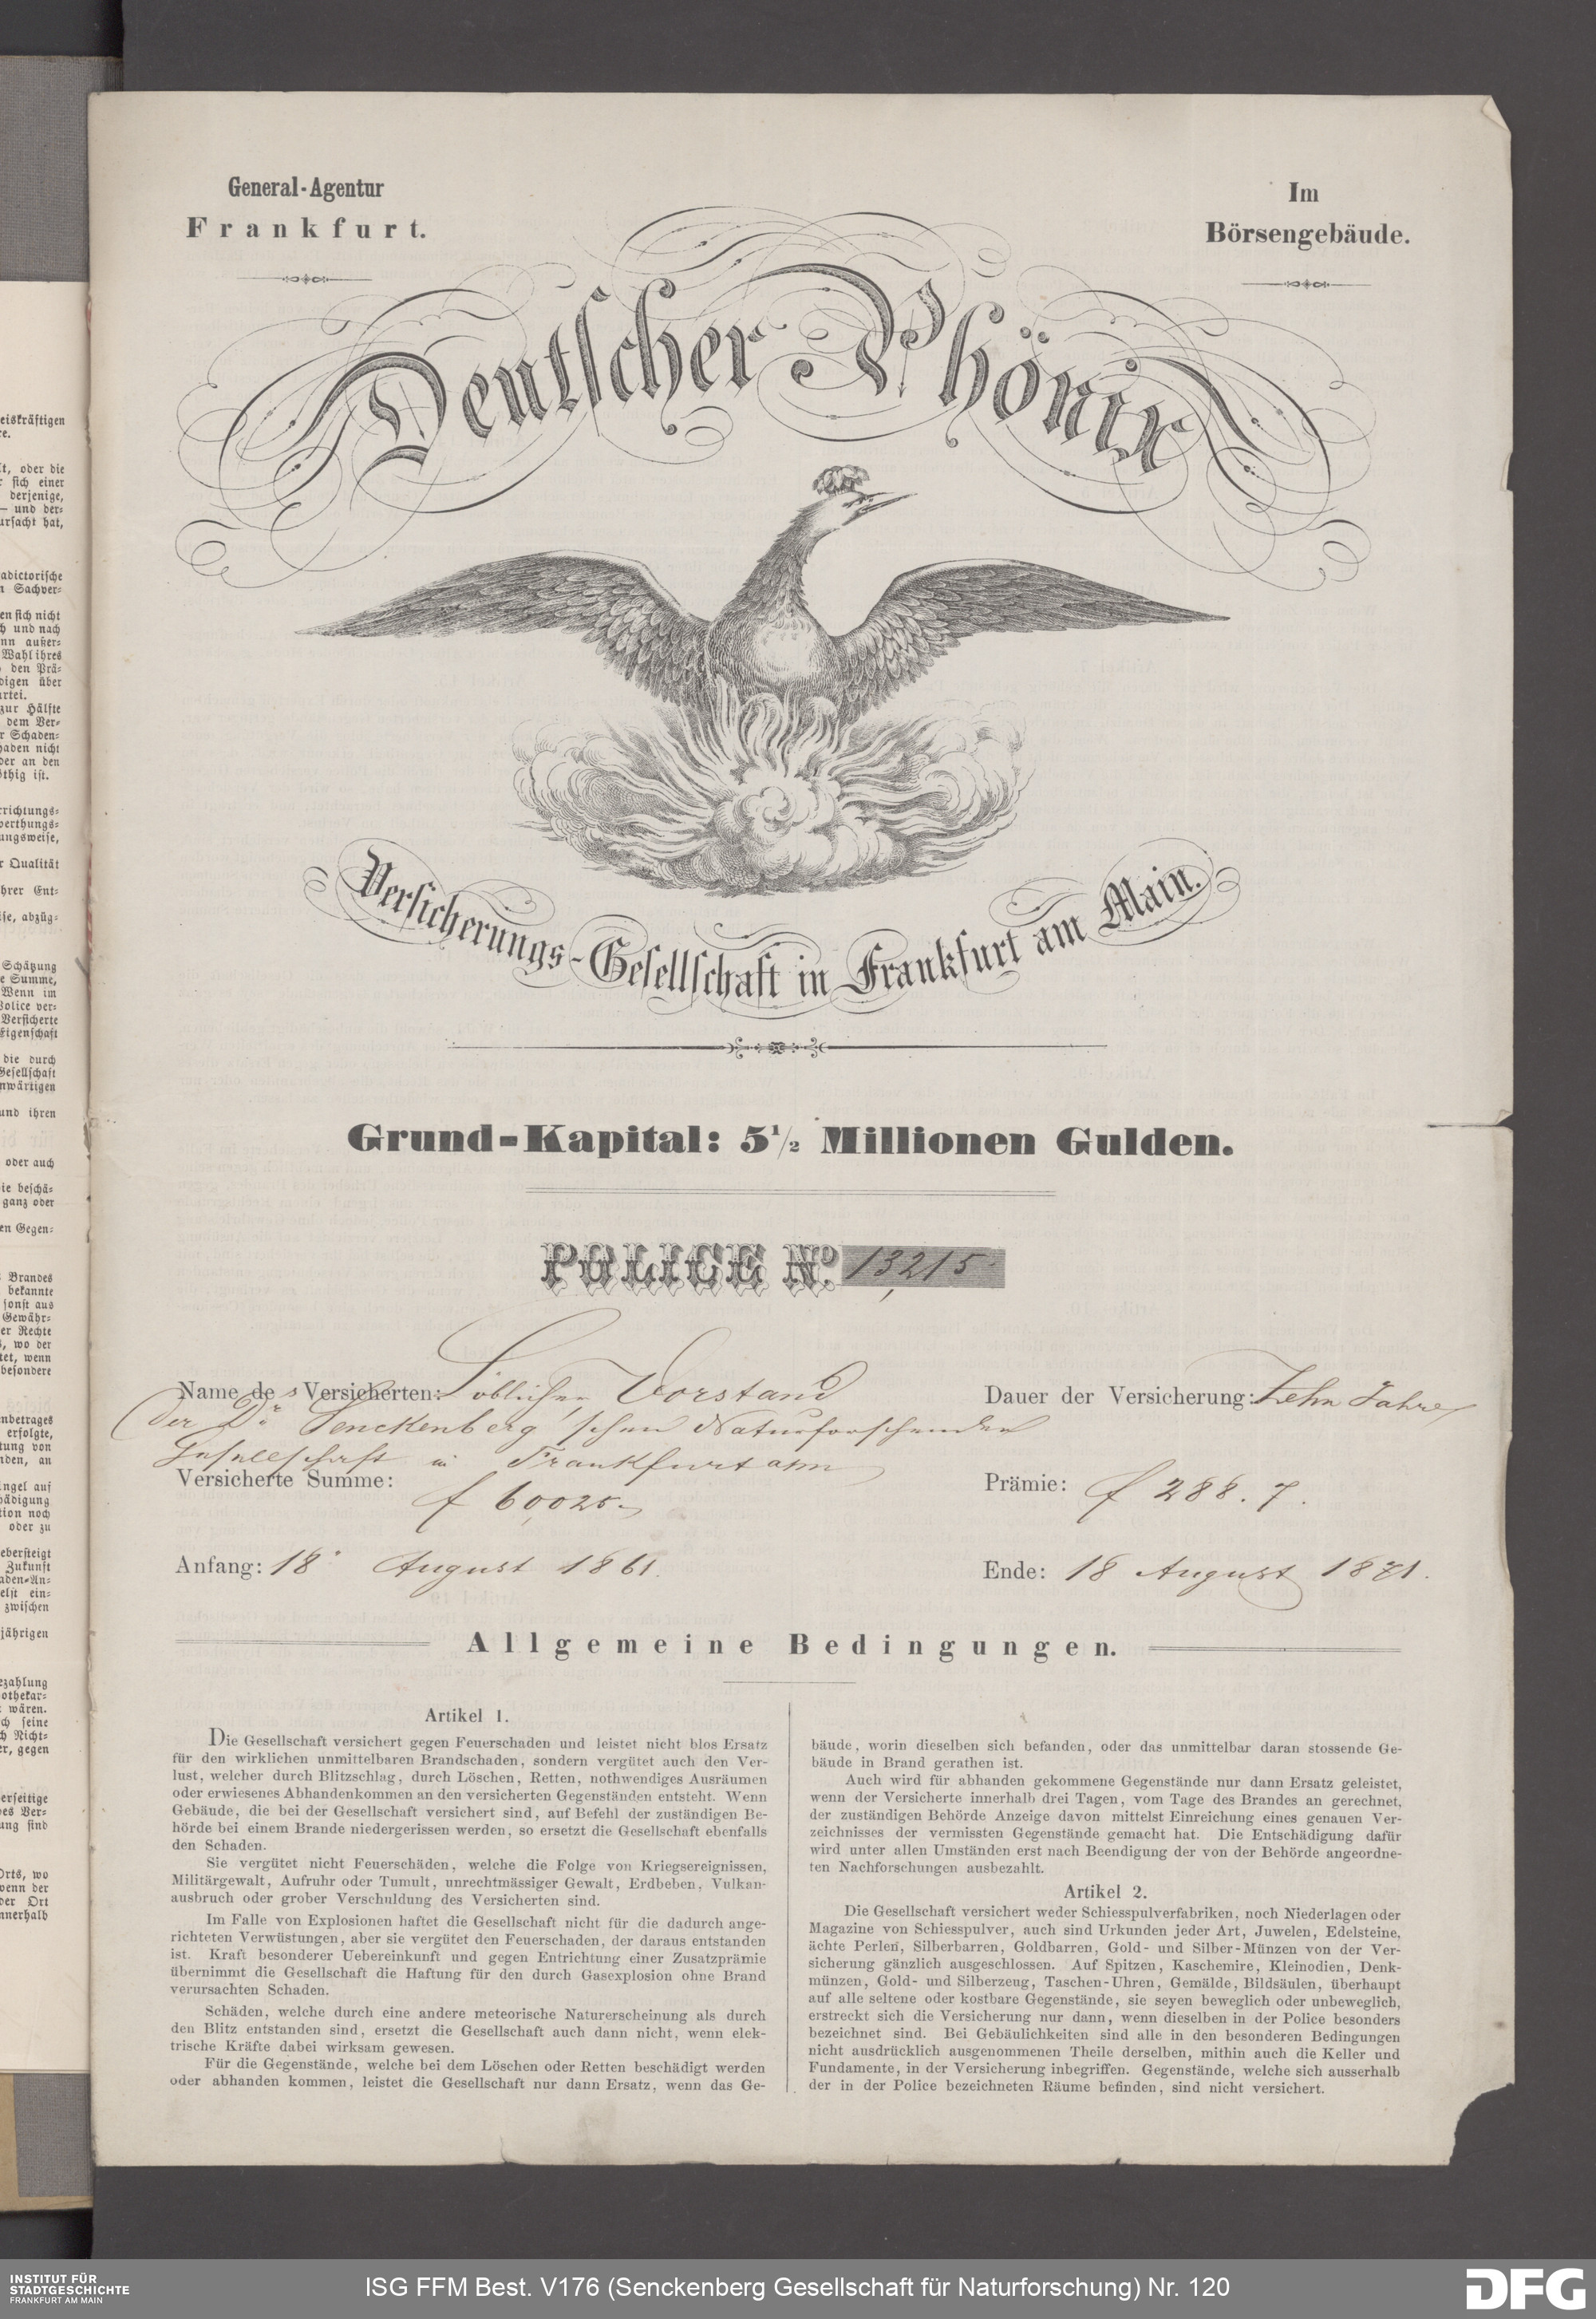 General-Agentur
Frankfurt.
Im
Börsengebäude.
Deutscher Phönix
Versicherungs-Gesellschaft in Frankfurt am Main.
Grund-Kapital: 5 1/2 Millionen Gulden.
POLICE No. 13,215
Name des Versicherten: Löblicher Vorstand
der Dr. Senckenberg'schen Naturforschenden
Gesellschaft in Frankfurt a/m
Dauer der Versicherung: Zehn Jahre
Versicherte Summe: f 60,025.
Prämie: f 288. 7.
Anfang: 18 August 1861.
Ende: 18 August 1871.
Allgemeine Bedingungen.
Artikel 1.
Die Gesellschaft versichert gegen Feuerschaden und leistet nicht blos Ersatz
für den wirklichen unmittelbaren Brandschaden, sondern vergütet auch den Ver-
lust, welcher durch Blitzschlag, durch Löschen, Retten, nothwendiges Ausräumen
oder erwiesenes Abhandenkommen an den versicherten Gegenständen entsteht. Wenn
Gebäude, die bei der Gesellschaft versichert sind, auf Befehl der zuständigen Be-
hörde bei einem Brande niedergerissen werden, so ersetzt die Gesellschaft ebenfalls
den Schaden.
Sie vergütet nicht Feuerschäden, welche die Folge von Kriegsereignissen,
Militärgewalt, Aufruhr oder Tumult, unrechtmässiger Gewalt, Erdbeben, Vulkan-
ausbruch oder grober Verschuldung des Versicherten sind.
Im Falle von Explosionen haftet die Gesellschaft nicht für die dadurch ange-
richteten Verwüstungen, aber sie vergütet den Feuerschaden, der daraus entstanden
ist. Kraft besonderer Uebereinkunft und gegen Entrichtung einer Zusatzprämie
übernimmt die Gesellschaft die Haftung für den durch Gasexplosion ohne Brand
verursachten Schaden.
Schäden, welche durch eine andere meteorische Naturerscheinung als durch
den Blitz entstanden sind, ersetzt die Gesellschaft auch dann nicht, wenn elek-
trische Kräfte dabei wirksam gewesen.
Für die Gegenstände, welche bei dem Löschen oder Retten beschädigt werden
oder abhanden kommen, leistet die Gesellschaft nur dann Ersatz, wenn das Ge-
bäude, worin dieselben sich befanden, oder das unmittelbar daran stossende Ge-
bäude in Brand gerathen ist.
Auch wird für abhanden gekommene Gegenstände nur dann Ersatz geleistet,
wenn der Versicherte innerhalb drei Tagen, vom Tage des Brandes an gerechnet,
der zuständigen Behörde Anzeige davon mittelst Einreichung eines genauen Ver-
zeichnisses der vermissten Gegenstände gemacht hat. Die Entschädigung dafür
wird unter allen Umständen erst nach Beendigung der von der Behörde angeordne-
ten Nachforschungen ausbezahlt.
Artikel 2.
Die Gesellschaft versichert weder Schiesspulverfabriken, noch Niederlagen oder
Magazine von Schiesspulver, auch sind Urkunden jeder Art, Juwelen, Edelsteine,
ächte Perlen, Silberbarren, Goldbarren, Gold- und Silber-Münzen von der Ver-
sicherung gänzlich ausgeschlossen. Auf Spitzen, Kaschemire, Kleinodien, Denk-
münzen, Gold- und Silberzeug, Taschen-Uhren, Gemälde, Bildsäulen, überhaupt
auf alle seltene oder kostbare Gegenstände, sie seyen beweglich oder unbeweglich,
erstreckt sich die Versicherung nur dann, wenn dieselben in der Police besonders
bezeichnet sind. Bei Gebäulichkeiten sind alle in den besonderen Bedingungen
nicht ausdrücklich ausgenommenen Theile derselben, mithin auch die Keller und
Fundamente, in der Versicherung inbegriffen. Gegenstände, welche sich ausserhalb
der in der Police bezeichneten Räume befinden, sind nicht versichert.
INSTITUT FÜR
STADTGESCHICHTE
FRANKFURT AM MAIN
ISG FFM Best. V176 (Senckenberg Gesellschaft für Naturforschung) Nr. 120
DFG